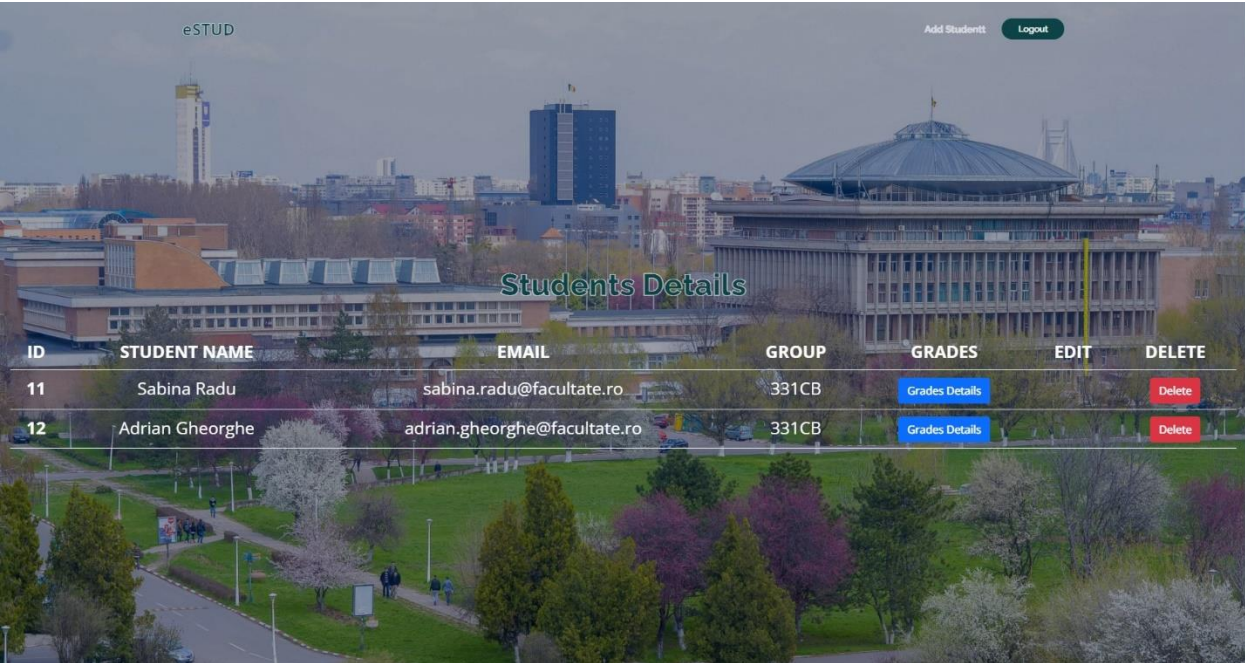 eSTUD Add Studentt Logout
Students Details
ID STUDENT NAME EMAIL GROUP GRADES EDIT DELETE
11 Sabina Radu sabina.radu@facultate.ro 331CB Grades Details Delete
12 Adrian Gheorghe adrian.gheorghe@facultate.ro 331CB Grades Details Delete